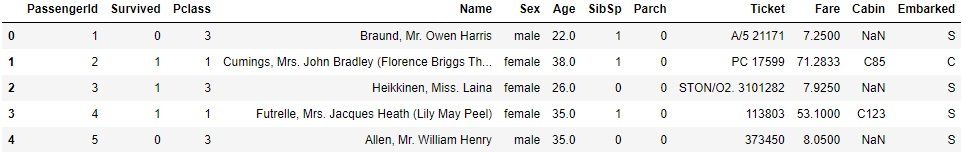 PassengerId Survived Pclass Name Sex Age SibSp Parch Ticket Fare Cabin Embarked
0 1 0 3 Braund, Mr. Owen Harris male 22.0 1 0 A/5 21171 7.2500 NaN S
1 2 1 1 Cumings, Mrs. John Bradley (Florence Briggs Th... female 38.0 1 0 PC 17599 71.2833 C85 C
2 3 1 3 Heikkinen, Miss. Laina female 26.0 0 0 STON/O2. 3101282 7.9250 NaN S
3 4 1 1 Futrelle, Mrs. Jacques Heath (Lily May Peel) female 35.0 1 0 113803 53.1000 C123 S
4 5 0 3 Allen, Mr. William Henry male 35.0 0 0 373450 8.0500 NaN S